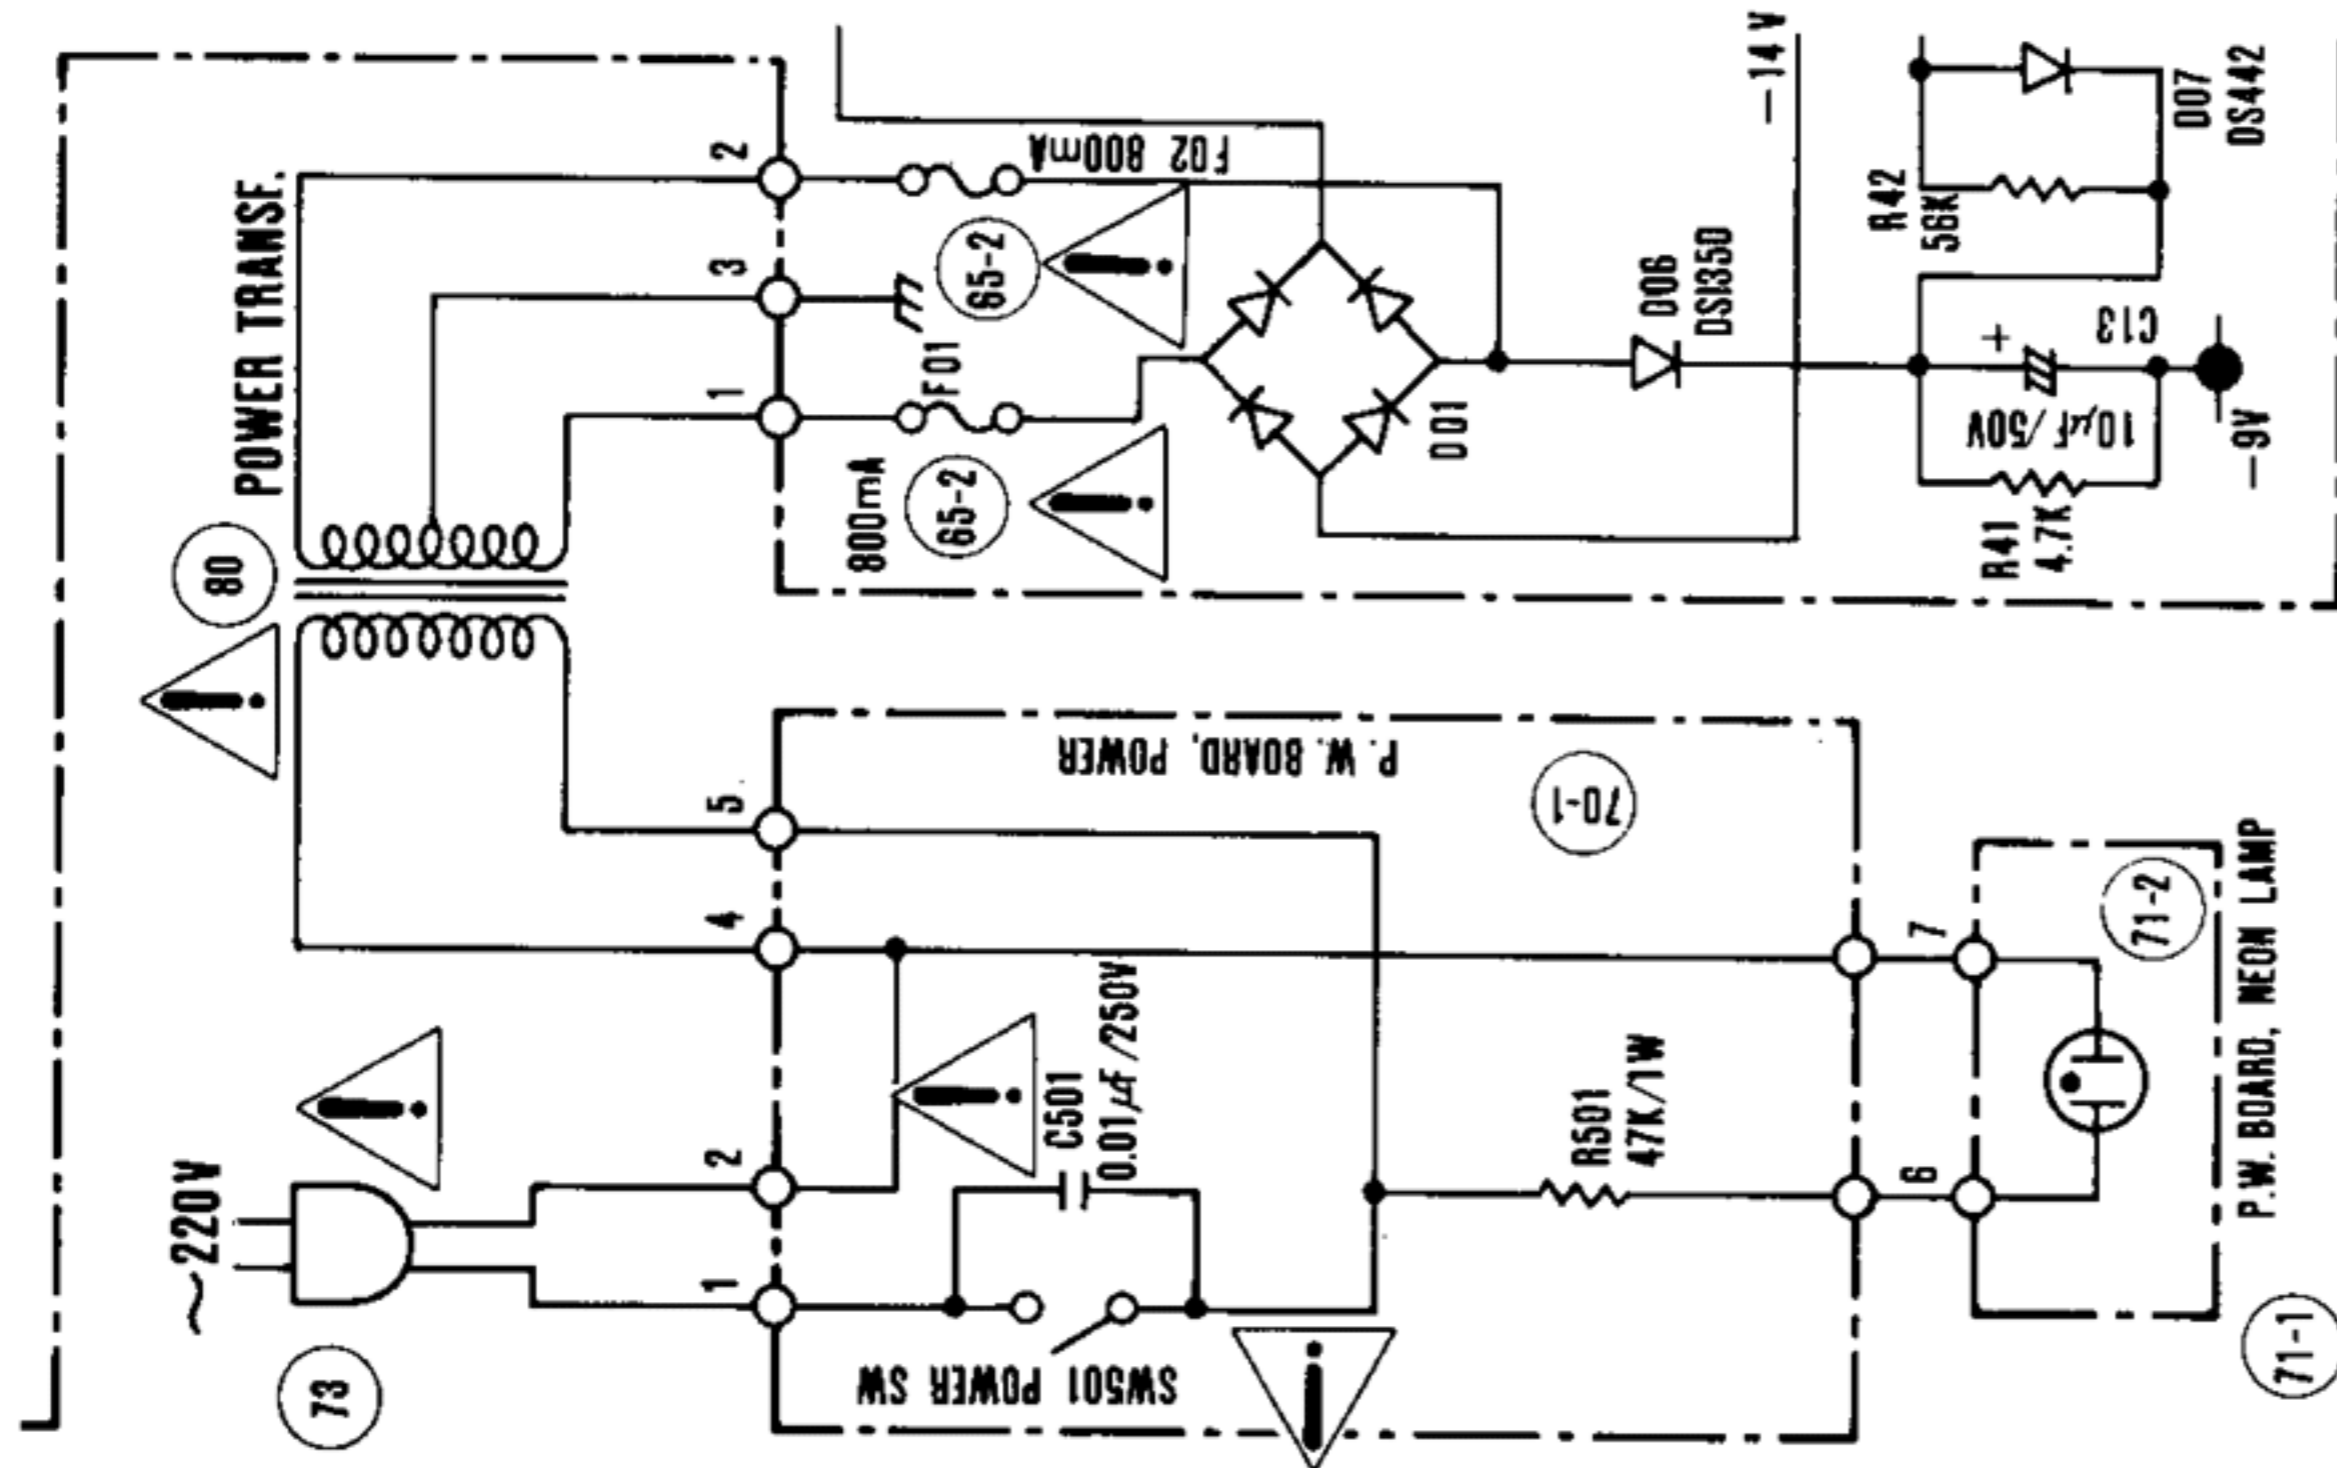 POWER TRANSF.
80
2
3
1
F02 800mA
65-2
F01
800mA
65-2
D01
D06
DS135D
-14V
R42
56K
D07
DS442
C13
+
10μF/50V
R41
4.7K
-9V
~220V
73
P. W. BOARD, POWER
70-1
5
4
2
1
C501
0.01μF/250V
SW501 POWER SW
R501
47K/1W
7
6
71-2
P.W. BOARD, NEON LAMP
71-1